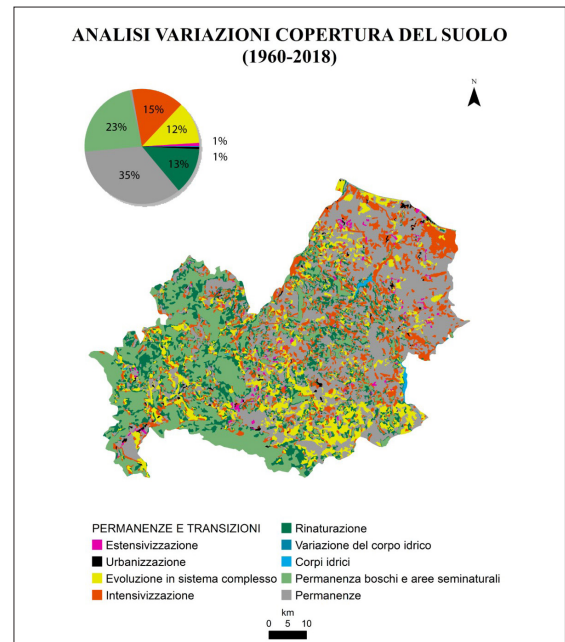 ANALISI VARIAZIONI COPERTURA DEL SUOLO
(1960-2018)
N
15%
12%
23%
1%
1%
13%
35%
PERMANENZE E TRANSIZIONI
Estensivizzazione
Urbanizzazione
Evoluzione in sistema complesso
Intensivizzazione
Rinaturazione
Variazione del corpo idrico
Corpi idrici
Permanenza boschi e aree seminaturali
Permanenze
km
0 5 10